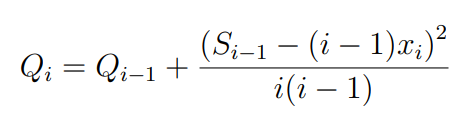 $$Q_i = Q_{i-1} + \frac{(S_{i-1} - (i-1)x_i)^2}{i(i-1)}$$